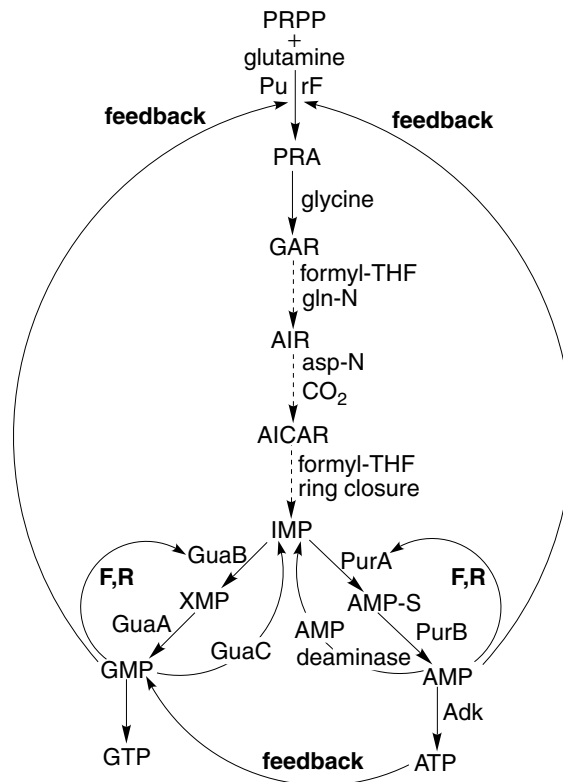 PRPP
+
glutamine
Pu rF
feedback
feedback
PRA
glycine
GAR
formyl-THF
gln-N
AIR
asp-N
CO₂
AICAR
formyl-THF
ring closure
IMP
GuaB
PurA
F,R
F,R
XMP
AMP-S
GuaA
AMP
PurB
GuaC
deaminase
GMP
AMP
Adk
GTP
feedback
ATP